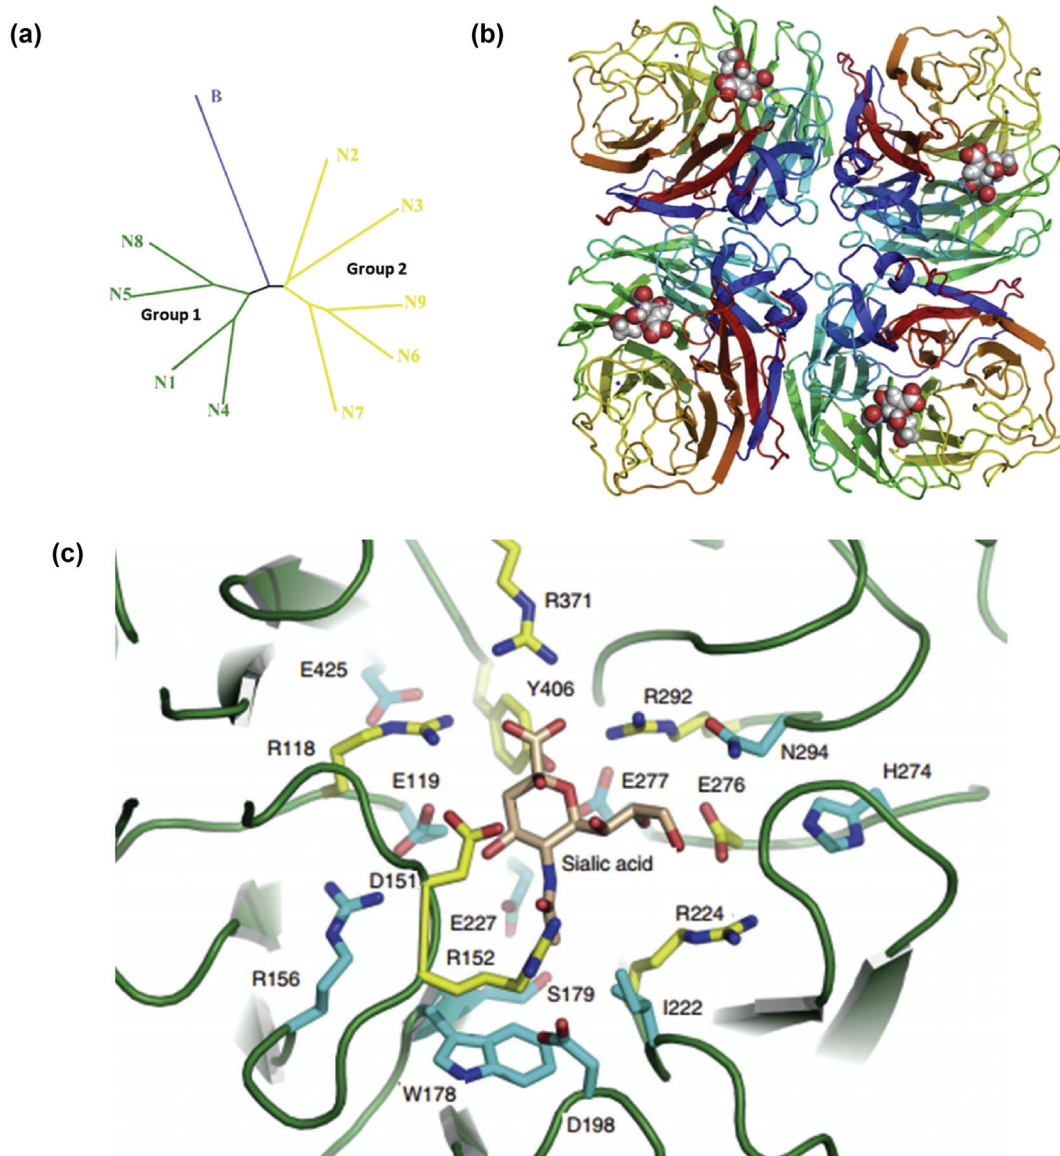 (a)
B
N2
N3
N8
Group 2
N5
Group 1
N9
N6
N1
N4
N7
(b)
(c)
R371
E425
Y406
R292
R118
N294
E119
E277
E276
H274
Sialic acid
D151
E227
R224
R152
R156
S179
I222
W178
D198